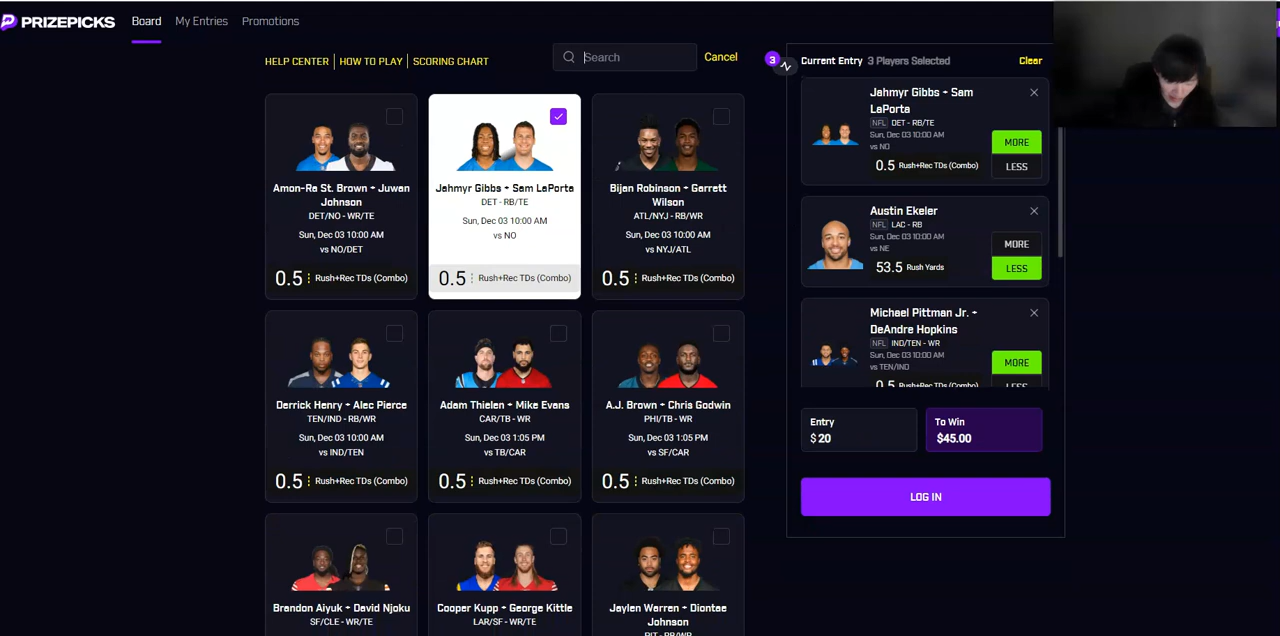 PRIZEPICKS
Board
My Entries
Promotions
HELP CENTER
HOW TO PLAY
SCORING CHART
Search
Cancel
Amon-Ra St. Brown + Juwan
Johnson
DET/NO - WR/TE
Sun, Dec 03 10:00 AM
vs NO/DET
0.5
Rush+Rec TDs (Combo)
Jahmyr Gibbs + Sam LaPorta
DET - RB/TE
Sun, Dec 03 10:00 AM
vs NO
0.5
Rush+Rec TDs (Combo)
Bijan Robinson + Garrett
Wilson
ATL/NYJ - RB/WR
Sun, Dec 03 10:00 AM
vs NYJ/ATL
0.5
Rush+Rec TDs (Combo)
Derrick Henry + Alec Pierce
TEN/IND - RB/WR
Sun, Dec 03 10:00 AM
vs IND/TEN
0.5
Rush+Rec TDs (Combo)
Adam Thielen + Mike Evans
CAR/TB - WR
Sun, Dec 03 1:05 PM
vs TB/CAR
0.5
Rush+Rec TDs (Combo)
A.J. Brown + Chris Godwin
PHI/TB - WR
Sun, Dec 03 1:05 PM
vs SF/CAR
0.5
Rush+Rec TDs (Combo)
Brandon Aiyuk + David Njoku
SF/CLE - WR/TE
Cooper Kupp + George Kittle
LAR/SF - WR/TE
Jaylen Warren + Diontae
Johnson
PIT - RB/WR
3
Current Entry
3 Players Selected
Clear
Jahmyr Gibbs + Sam
LaPorta
NFL DET - RB/TE
Sun, Dec 03 10:00 AM
vs NO
0.5 Rush+Rec TDs (Combo)
MORE
LESS
Austin Ekeler
NFL LAC - RB
Sun, Dec 03 10:00 AM
vs NE
53.5 Rush Yards
MORE
LESS
Michael Pittman Jr. +
DeAndre Hopkins
NFL IND/TEN - WR
Sun, Dec 03 10:00 AM
vs TEN/IND
0.5 Rush+Rec TDs (Combo)
MORE
LESS
Entry
$ 20
To Win
$45.00
LOG IN